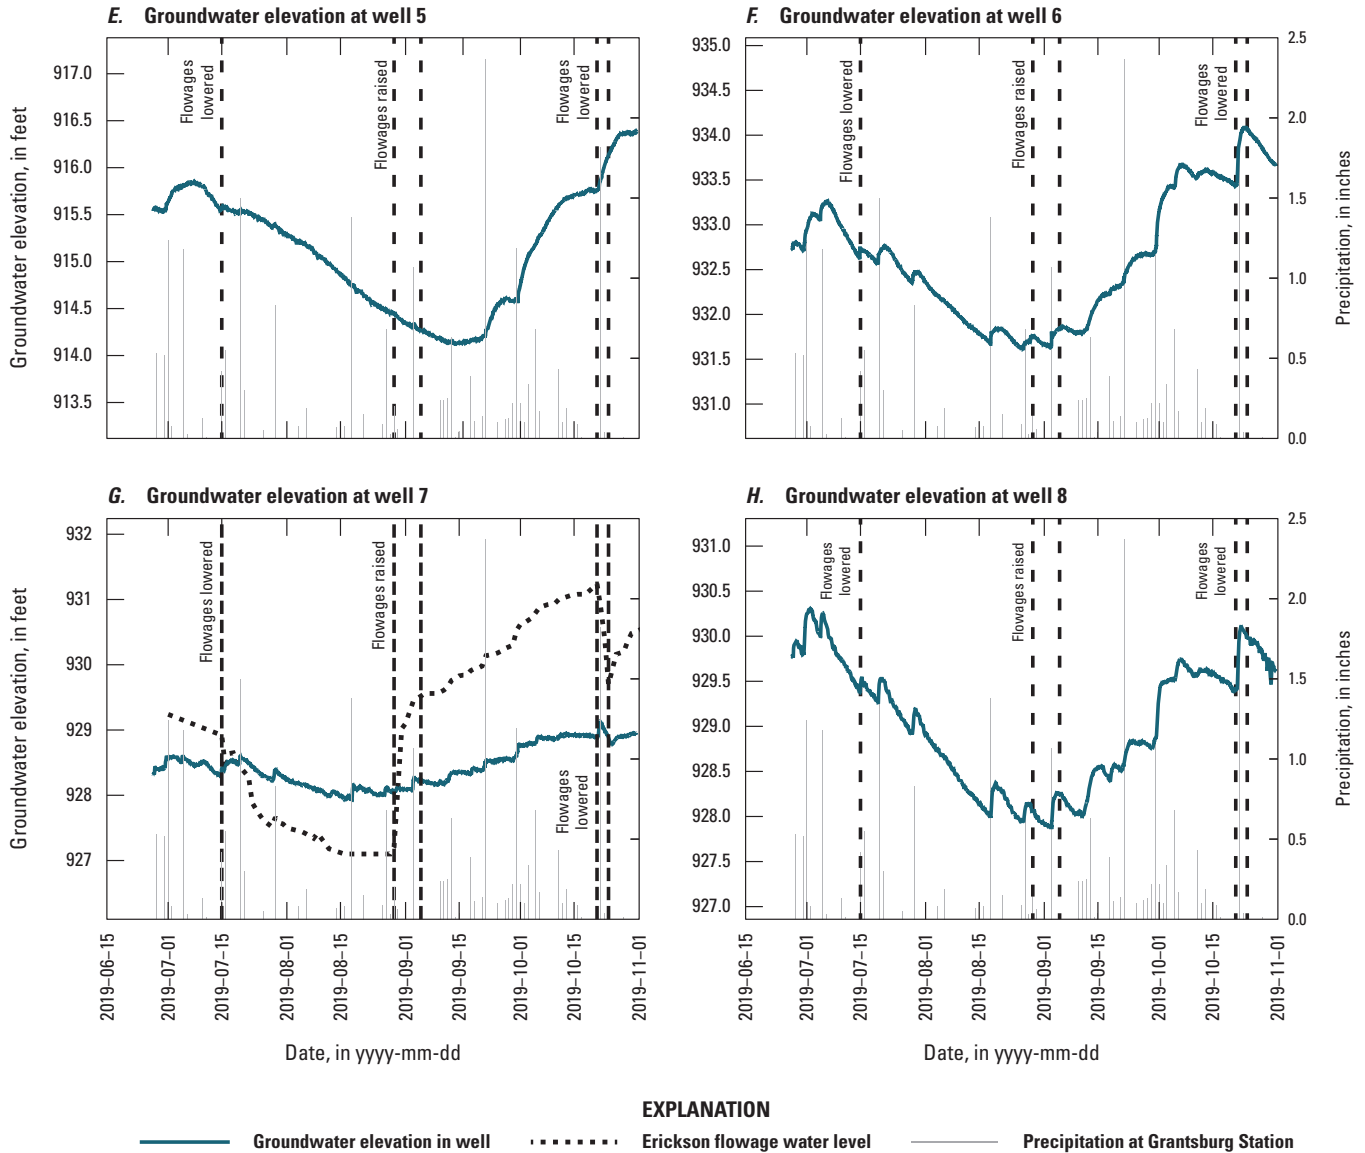 E. Groundwater elevation at well 5
Groundwater elevation, in feet
917.0
916.5
916.0
915.5
915.0
914.5
914.0
913.5
Flowages
lowered
Flowages raised
Flowages
lowered
F. Groundwater elevation at well 6
935.0
934.5
934.0
933.5
933.0
932.5
932.0
931.5
931.0
Flowages lowered
Flowages raised
Flowages
lowered
2.5
2.0
1.5
1.0
0.5
0.0
Precipitation, in inches
G. Groundwater elevation at well 7
Groundwater elevation, in feet
932
931
930
929
928
927
Flowages lowered
Flowages raised
Flowages
lowered
2019–06–15
2019–07–01
2019–07–15
2019–08–01
2019–08–15
2019–09–01
2019–09–15
2019–10–01
2019–10–15
2019–11–01
Date, in yyyy-mm-dd
H. Groundwater elevation at well 8
931.0
930.5
930.0
929.5
929.0
928.5
928.0
927.5
927.0
Flowages
lowered
Flowages raised
Flowages
lowered
2.5
2.0
1.5
1.0
0.5
0.0
Precipitation, in inches
2019–06–15
2019–07–01
2019–07–15
2019–08–01
2019–08–15
2019–09–01
2019–09–15
2019–10–01
2019–10–15
2019–11–01
Date, in yyyy-mm-dd
EXPLANATION
Groundwater elevation in well
Erickson flowage water level
Precipitation at Grantsburg Station